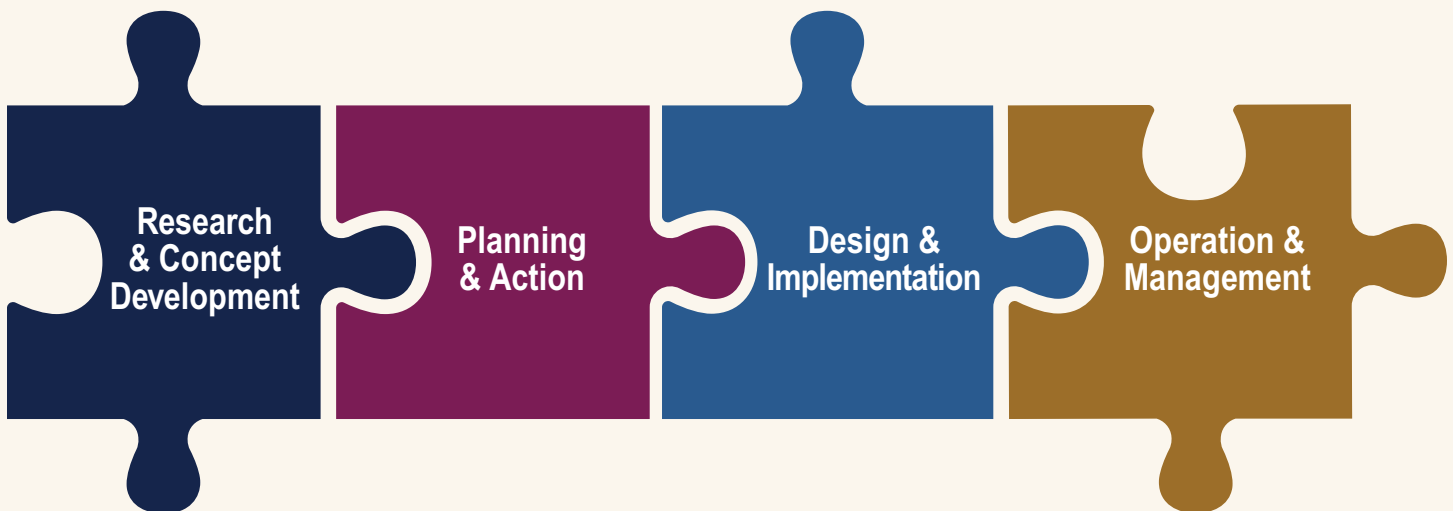 Research
& Concept
Development
Planning
& Action
Design &
Implementation
Operation &
Management